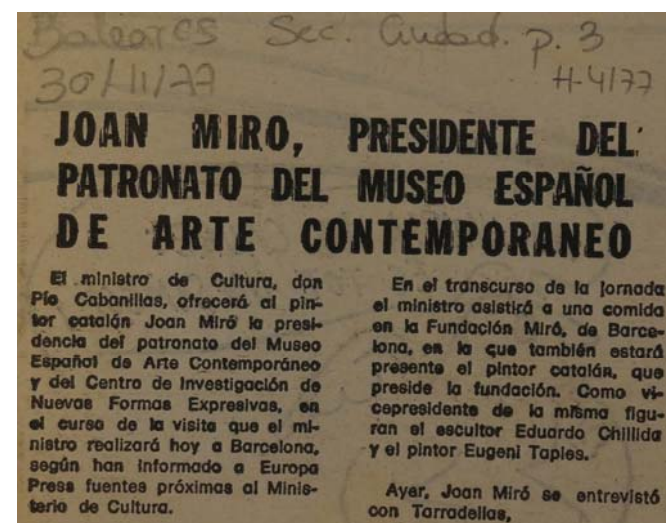 Baleares Sec. Ciudad. p. 3
30/11/77
H-4177
JOAN MIRO, PRESIDENTE DEL
PATRONATO DEL MUSEO ESPAÑOL
DE ARTE CONTEMPORANEO
El ministro de Cultura, don
Pío Cabanillas, ofrecerá al pin-
tor catalán Joan Miró la presi-
dencia del patronato del Museo
Español de Arte Contemporáneo
y del Centro de Investigación de
Nuevas Formas Expresivas, en
el curso de la visita que el mi-
nistro realizará hoy a Barcelona,
según han informado a Europa
Press fuentes próximas al Minis-
terio de Cultura.
En el transcurso de la jornada
el ministro asistirá a una comida
en la Fundación Miró, de Barce-
lona, en la que también estará
presente el pintor catalán, que
preside la fundación. Como vi-
cepresidente de la misma figu-
ran el escultor Eduardo Chillida
y el pintor Eugeni Taples.
Ayer, Joan Miró se entrevistó
con Tarradellas,